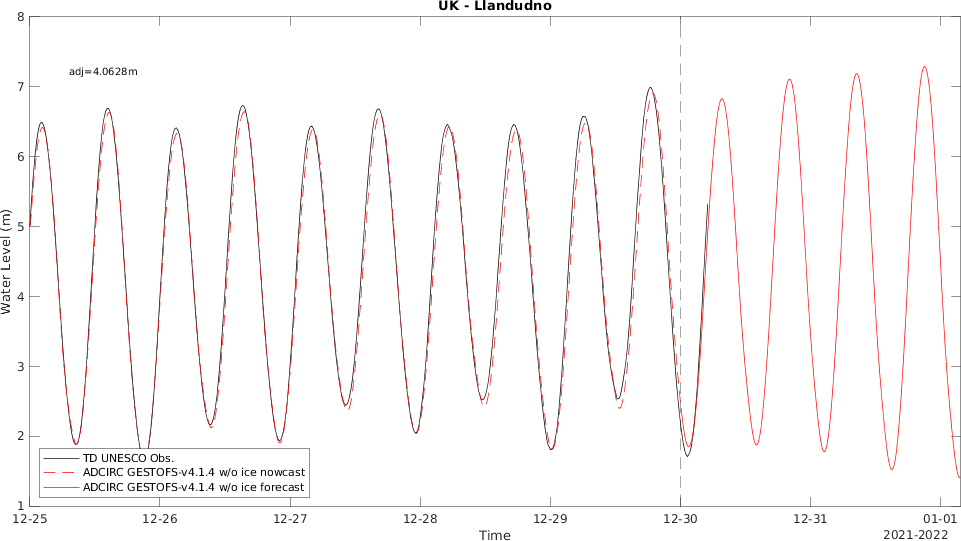 UK - Llandudno
8
7
6
5
4
3
2
1
Water Level (m)
adj=4.0628m
TD UNESCO Obs.
ADCIRC GESTOFS-v4.1.4 w/o ice nowcast
ADCIRC GESTOFS-v4.1.4 w/o ice forecast
12-25 12-26 12-27 12-28 12-29 12-30 12-31 01-01
Time
2021-2022